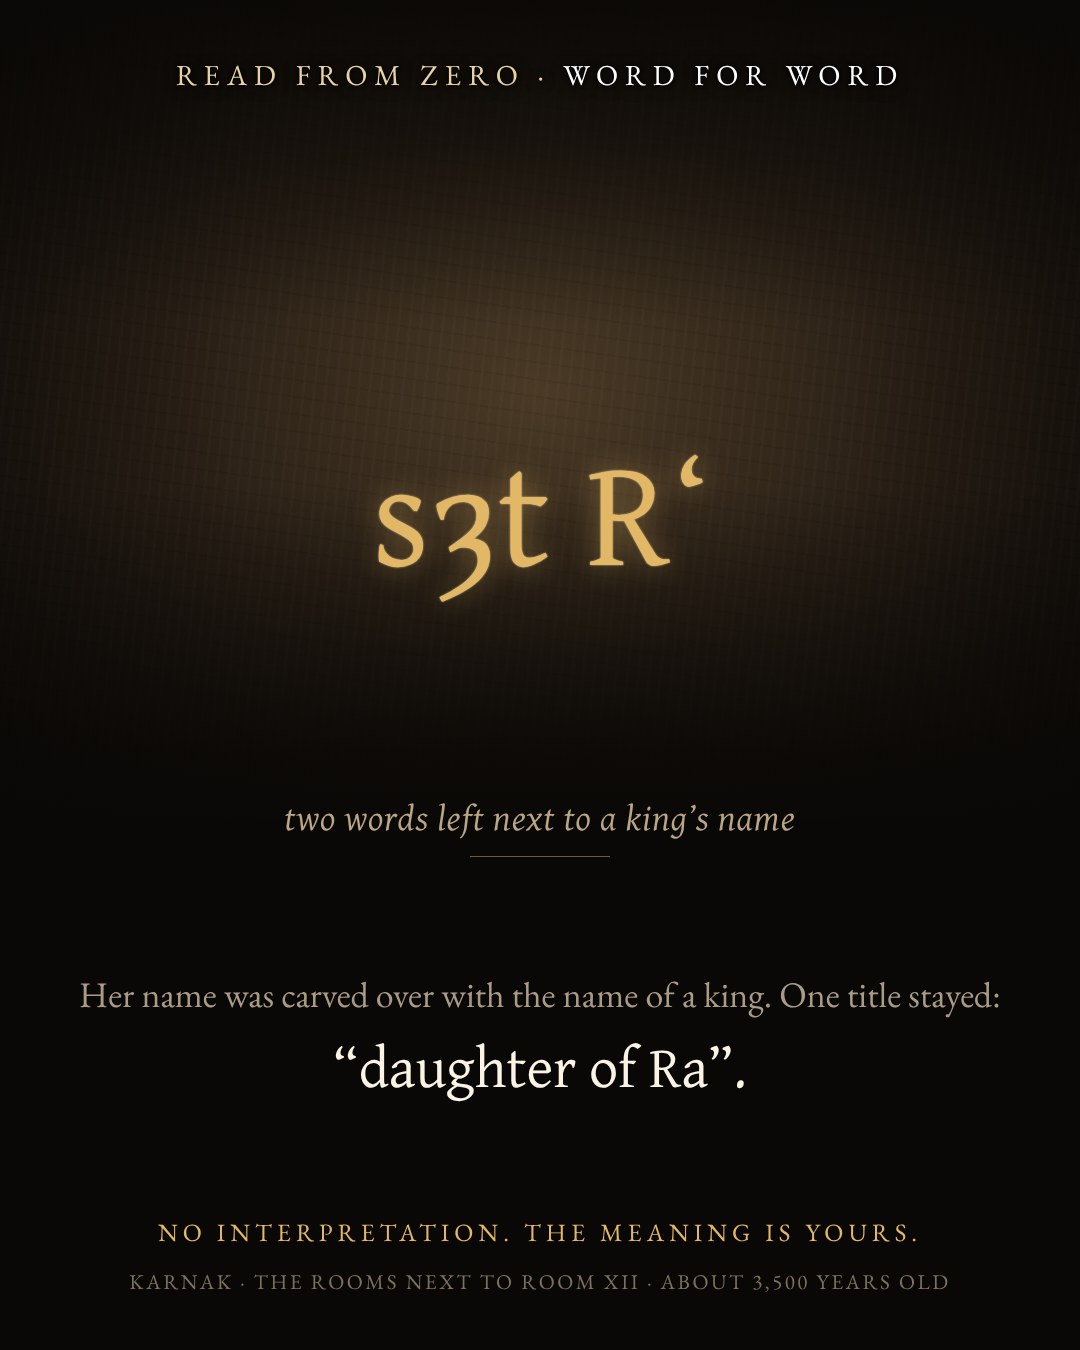 READ FROM ZERO · WORD FOR WORD
sꜣt Rꜥ
two words left next to a king’s name
Her name was carved over with the name of a king. One title stayed:
“daughter of Ra”.
NO INTERPRETATION. THE MEANING IS YOURS.
KARNAK · THE ROOMS NEXT TO ROOM XII · ABOUT 3,500 YEARS OLD